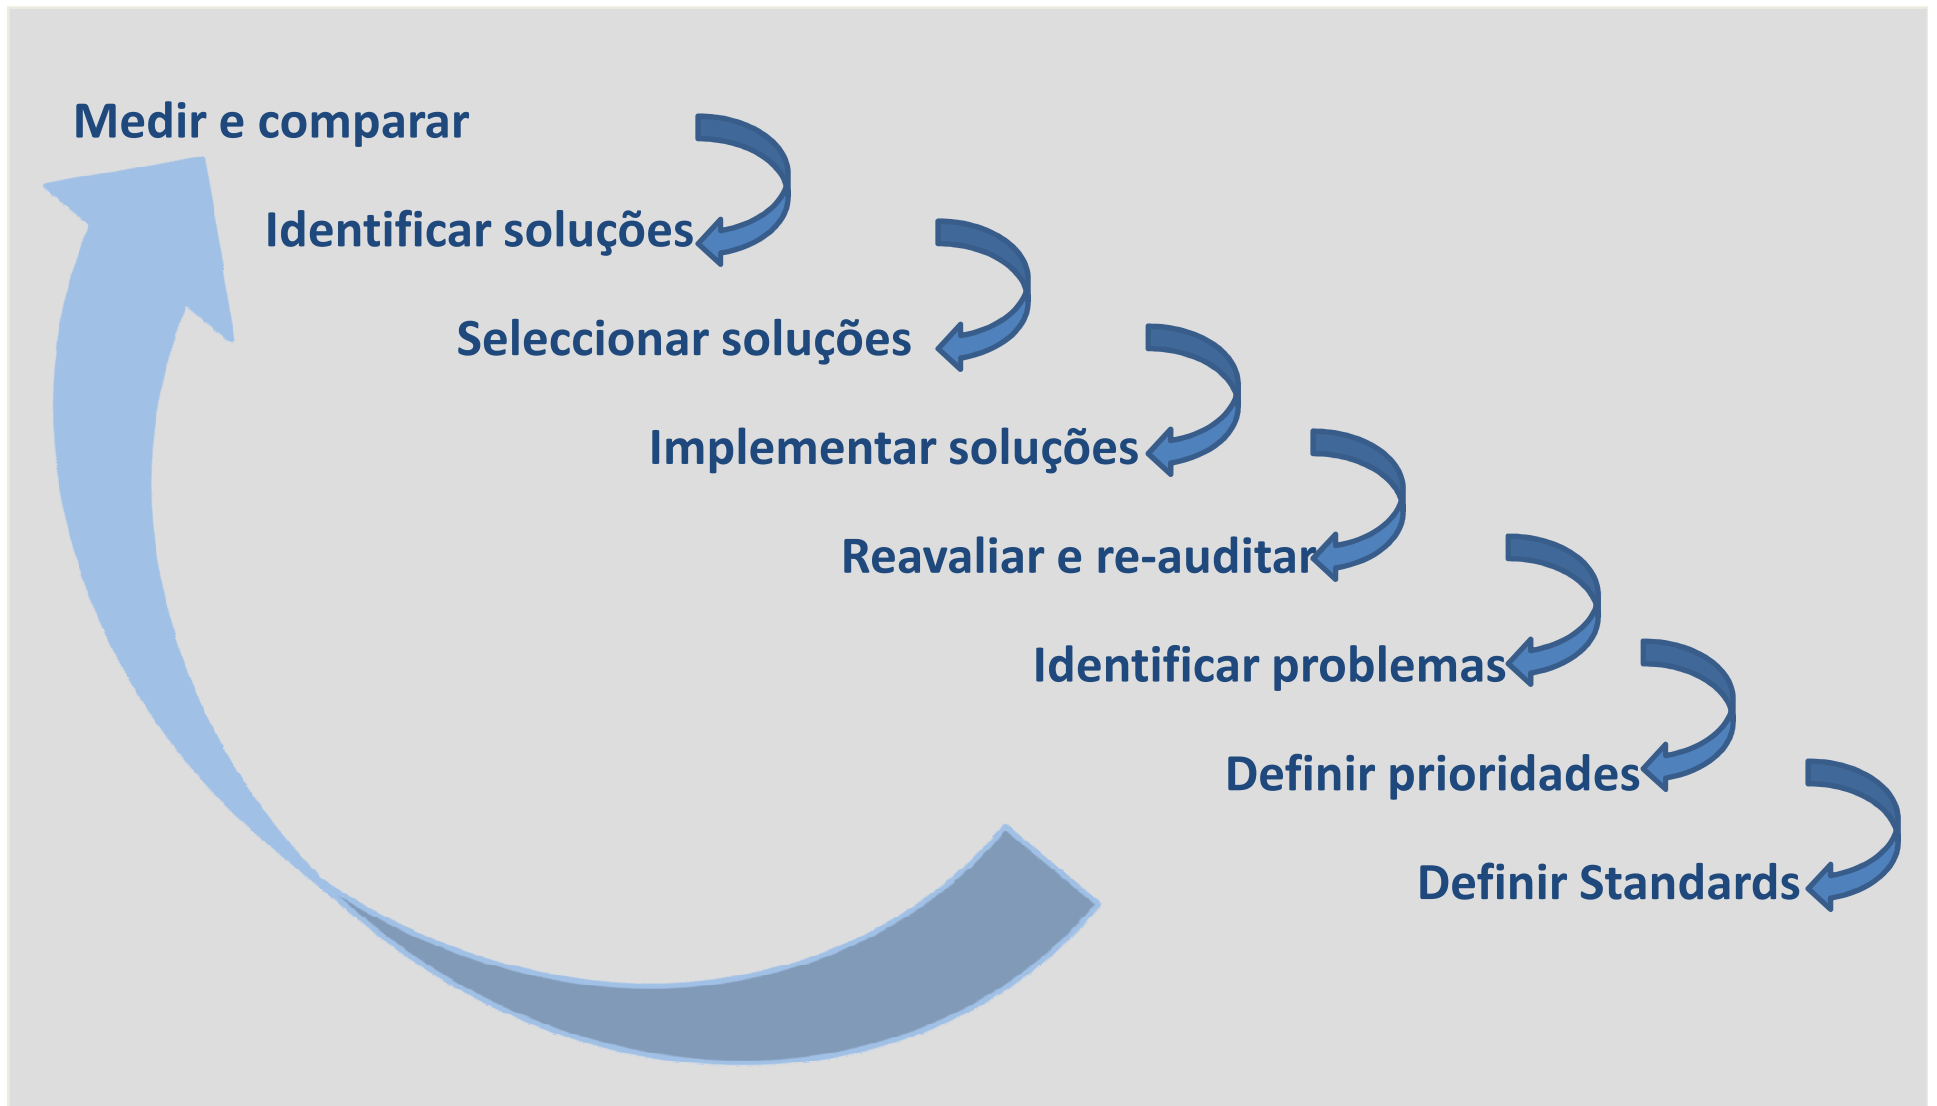 Medir e comparar
Identificar soluções
Seleccionar soluções
Implementar soluções
Reavaliar e re-auditar
Identificar problemas
Definir prioridades
Definir Standards